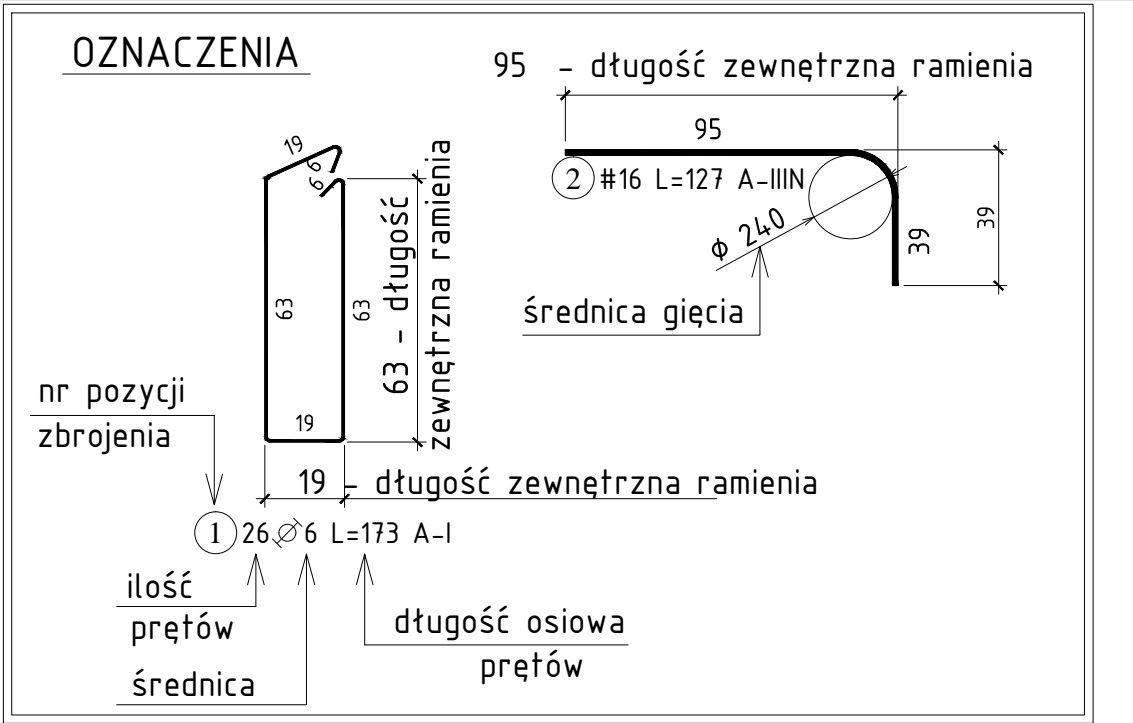 OZNACZENIA
95 - długość zewnętrzna ramienia
95
2 #16 L=127 A-IIIN
39
39
ϕ 240
średnica gięcia
19
6
6
63
63
63 - długość
zewnętrzna ramienia
19
19 - długość zewnętrzna ramienia
nr pozycji
zbrojenia
1 26 ∅6 L=173 A-I
ilość
prętów
średnica
długość osiowa
prętów